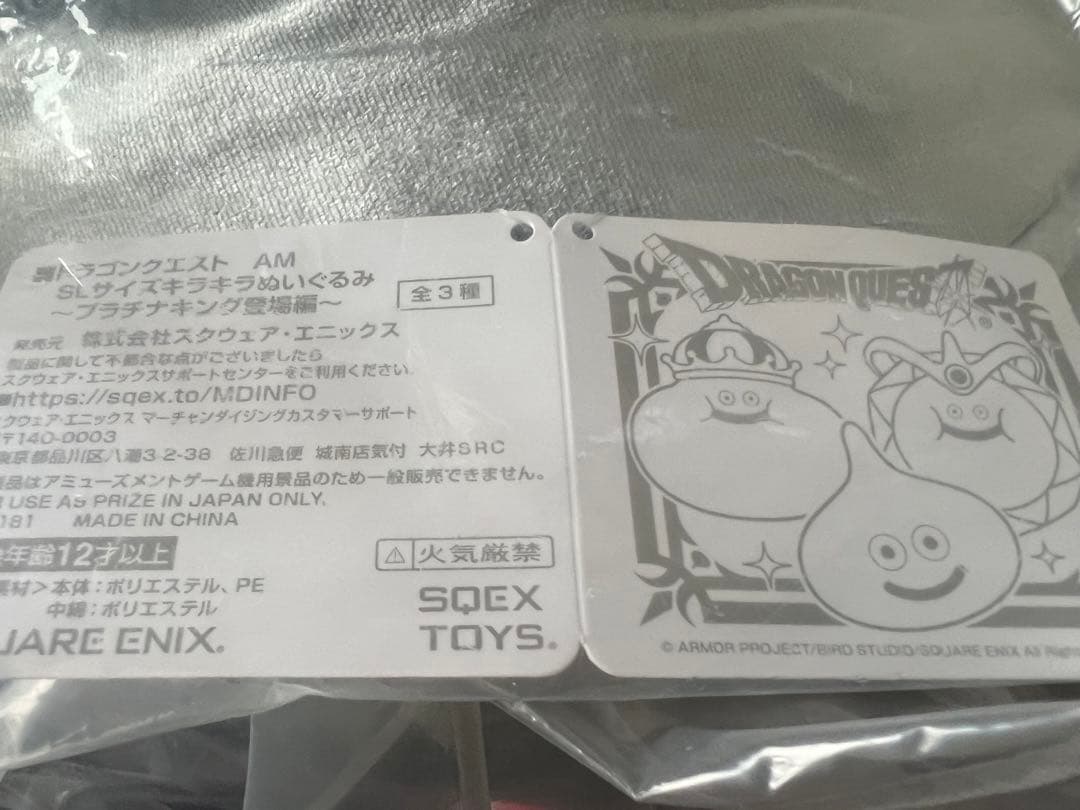 ドラゴンクエスト AM
SLサイズキラキラぬいぐるみ
～プラチナキング登場編～
全3種
発売元 株式会社スクウェア・エニックス
製品に関して不都合な点がございましたら
スクウェア・エニックスサポートセンターをご利用ください。
https://sqex.to/MDINFO
クウェア・エニックス マーチャンダイジングカスタマーサポート
〒140-0003
東京都品川区八潮3-2-38 佐川急便 城南店気付 大井SRC
品はアミューズメントゲーム機用景品のため一般販売できません。
USE AS PRIZE IN JAPAN ONLY.
181 MADE IN CHINA
年齢12才以上
⚠火気厳禁
素材＞本体：ポリエステル、PE
中綿：ポリエステル
UARE ENIX.
SQEX
TOYS.
DRAGON QUEST
®
© ARMOR PROJECT/BIRD STUDIO/SQUARE ENIX All Rights